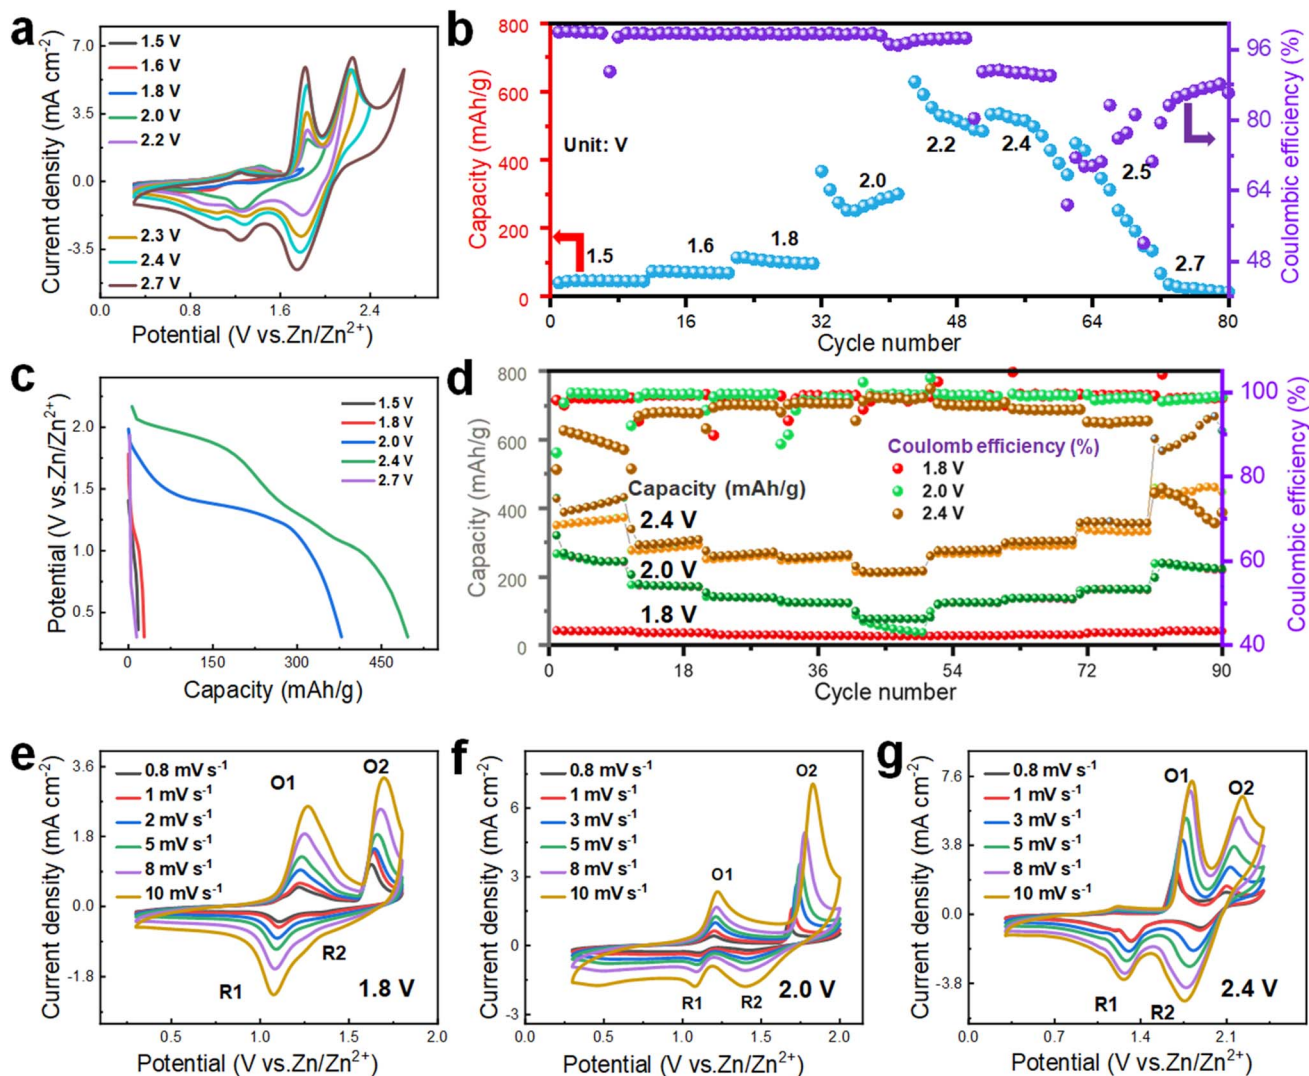 a
Current density (mA cm⁻²)
7.0
3.5
0.0
-3.5
1.5 V
1.6 V
1.8 V
2.0 V
2.2 V
2.3 V
2.4 V
2.7 V
0.0 0.8 1.6 2.4
Potential (V vs.Zn/Zn²⁺)
b
Capacity (mAh/g)
800
600
400
200
0
Unit: V
1.5
1.6
1.8
2.0
2.2
2.4
2.5
2.7
96
80
64
48
Coulombic efficiency (%)
0 16 32 48 64 80
Cycle number
c
Potential (V vs.Zn/Zn²⁺)
2.0
1.5
1.0
0.5
1.5 V
1.8 V
2.0 V
2.4 V
2.7 V
0 150 300 450
Capacity (mAh/g)
d
Capacity (mAh/g)
800
600
400
200
0
Capacity (mAh/g)
2.4 V
2.0 V
1.8 V
Coulomb efficiency (%)
1.8 V
2.0 V
2.4 V
100
80
60
40
Coulombic efficiency (%)
0 18 36 54 72 90
Cycle number
e
Current density (mA cm⁻²)
3.6
1.8
0.0
-1.8
0.8 mV s⁻¹
1 mV s⁻¹
2 mV s⁻¹
5 mV s⁻¹
8 mV s⁻¹
10 mV s⁻¹
O1
O2
R1
R2
1.8 V
0.5 1.0 1.5 2.0
Potential (V vs.Zn/Zn²⁺)
f
Current density (mA cm⁻²)
6
3
0
-3
0.8 mV s⁻¹
1 mV s⁻¹
3 mV s⁻¹
5 mV s⁻¹
8 mV s⁻¹
10 mV s⁻¹
O1
O2
R1
R2
2.0 V
0.5 1.0 1.5 2.0
Potential (V vs.Zn/Zn²⁺)
g
Current density (mA cm⁻²)
7.6
3.8
0.0
-3.8
0.8 mV s⁻¹
1 mV s⁻¹
3 mV s⁻¹
5 mV s⁻¹
8 mV s⁻¹
10 mV s⁻¹
O1
O2
R1
R2
2.4 V
0.0 0.7 1.4 2.1
Potential (V vs.Zn/Zn²⁺)